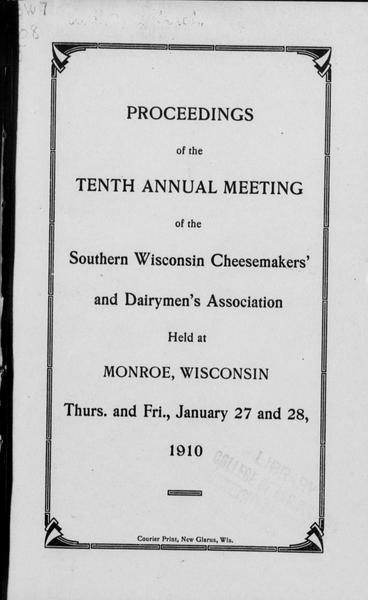 PROCEEDINGS
of the
TENTH ANNUAL MEETING
of the
Southern Wisconsin Cheesemakers'
and Dairymen's Association
Held at
MONROE, WISCONSIN
Thurs. and Fri., January 27 and 28,
1910
Courier Print, New Glarus, Wis.